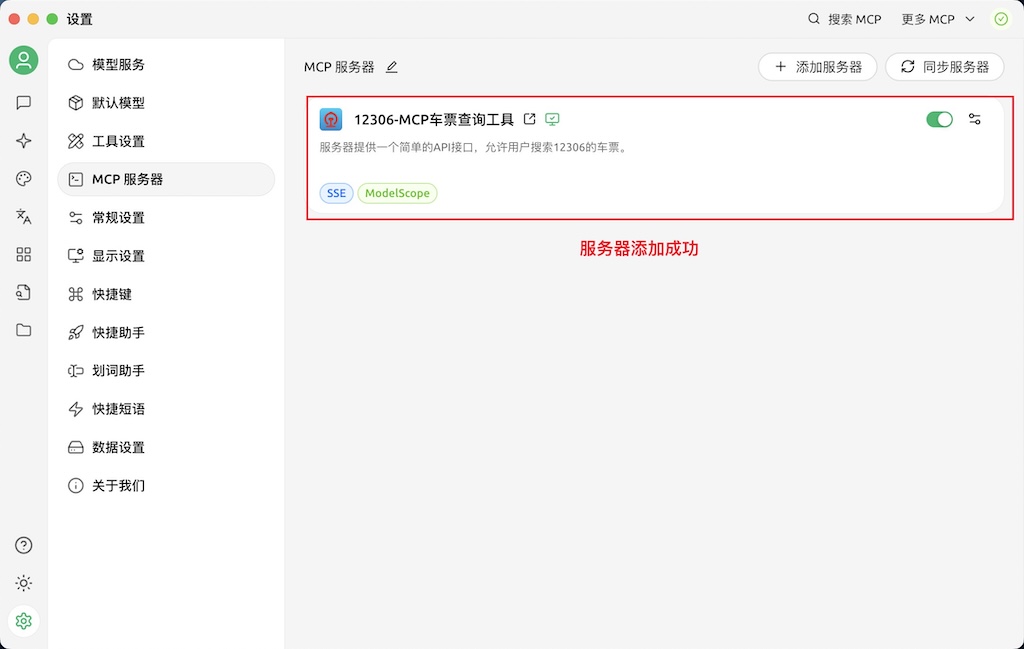 设置
搜索 MCP
更多 MCP
模型服务
默认模型
工具设置
MCP 服务器
常规设置
显示设置
快捷键
快捷助手
划词助手
快捷短语
数据设置
关于我们
MCP 服务器
添加服务器
同步服务器
12306-MCP车票查询工具
服务器提供一个简单的API接口，允许用户搜索12306的车票。
SSE
ModelScope
服务器添加成功